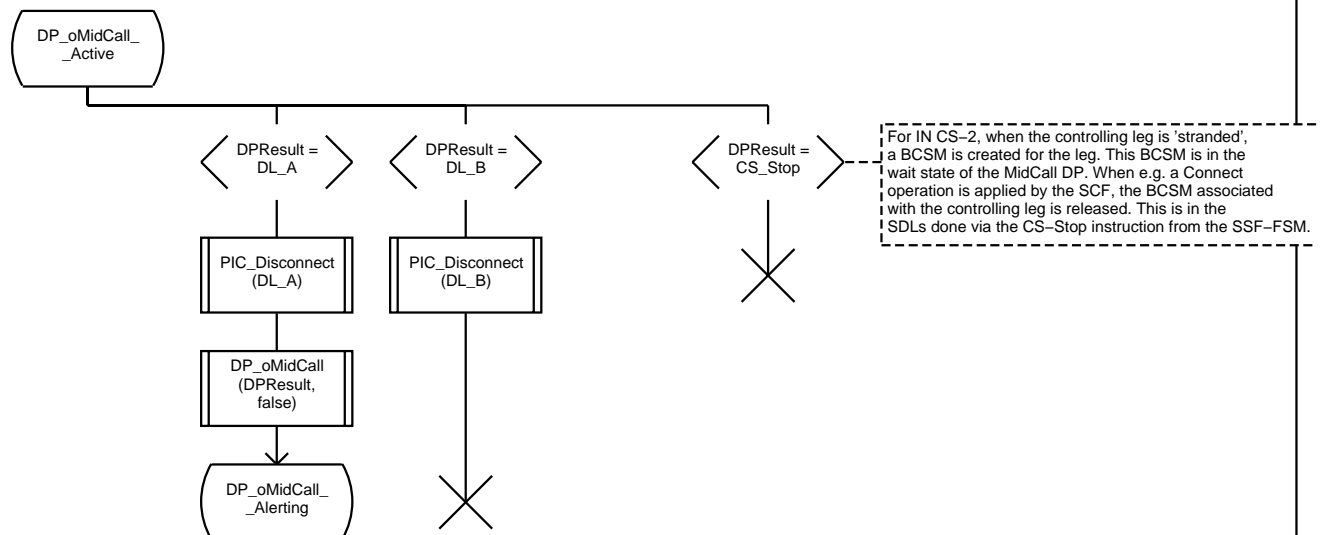 DP_oMidCall_
_Active
DPResult =
DL_A
DPResult =
DL_B
DPResult =
CS_Stop
For IN CS−2, when the controlling leg is 'stranded',
a BCSM is created for the leg. This BCSM is in the
wait state of the MidCall DP. When e.g. a Connect
operation is applied by the SCF, the BCSM associated
with the controlling leg is released. This is in the
SDLs done via the CS−Stop instruction from the SSF−FSM.
PIC_Disconnect
(DL_A)
PIC_Disconnect
(DL_B)
DP_oMidCall
(DPResult,
false)
DP_oMidCall_
_Alerting